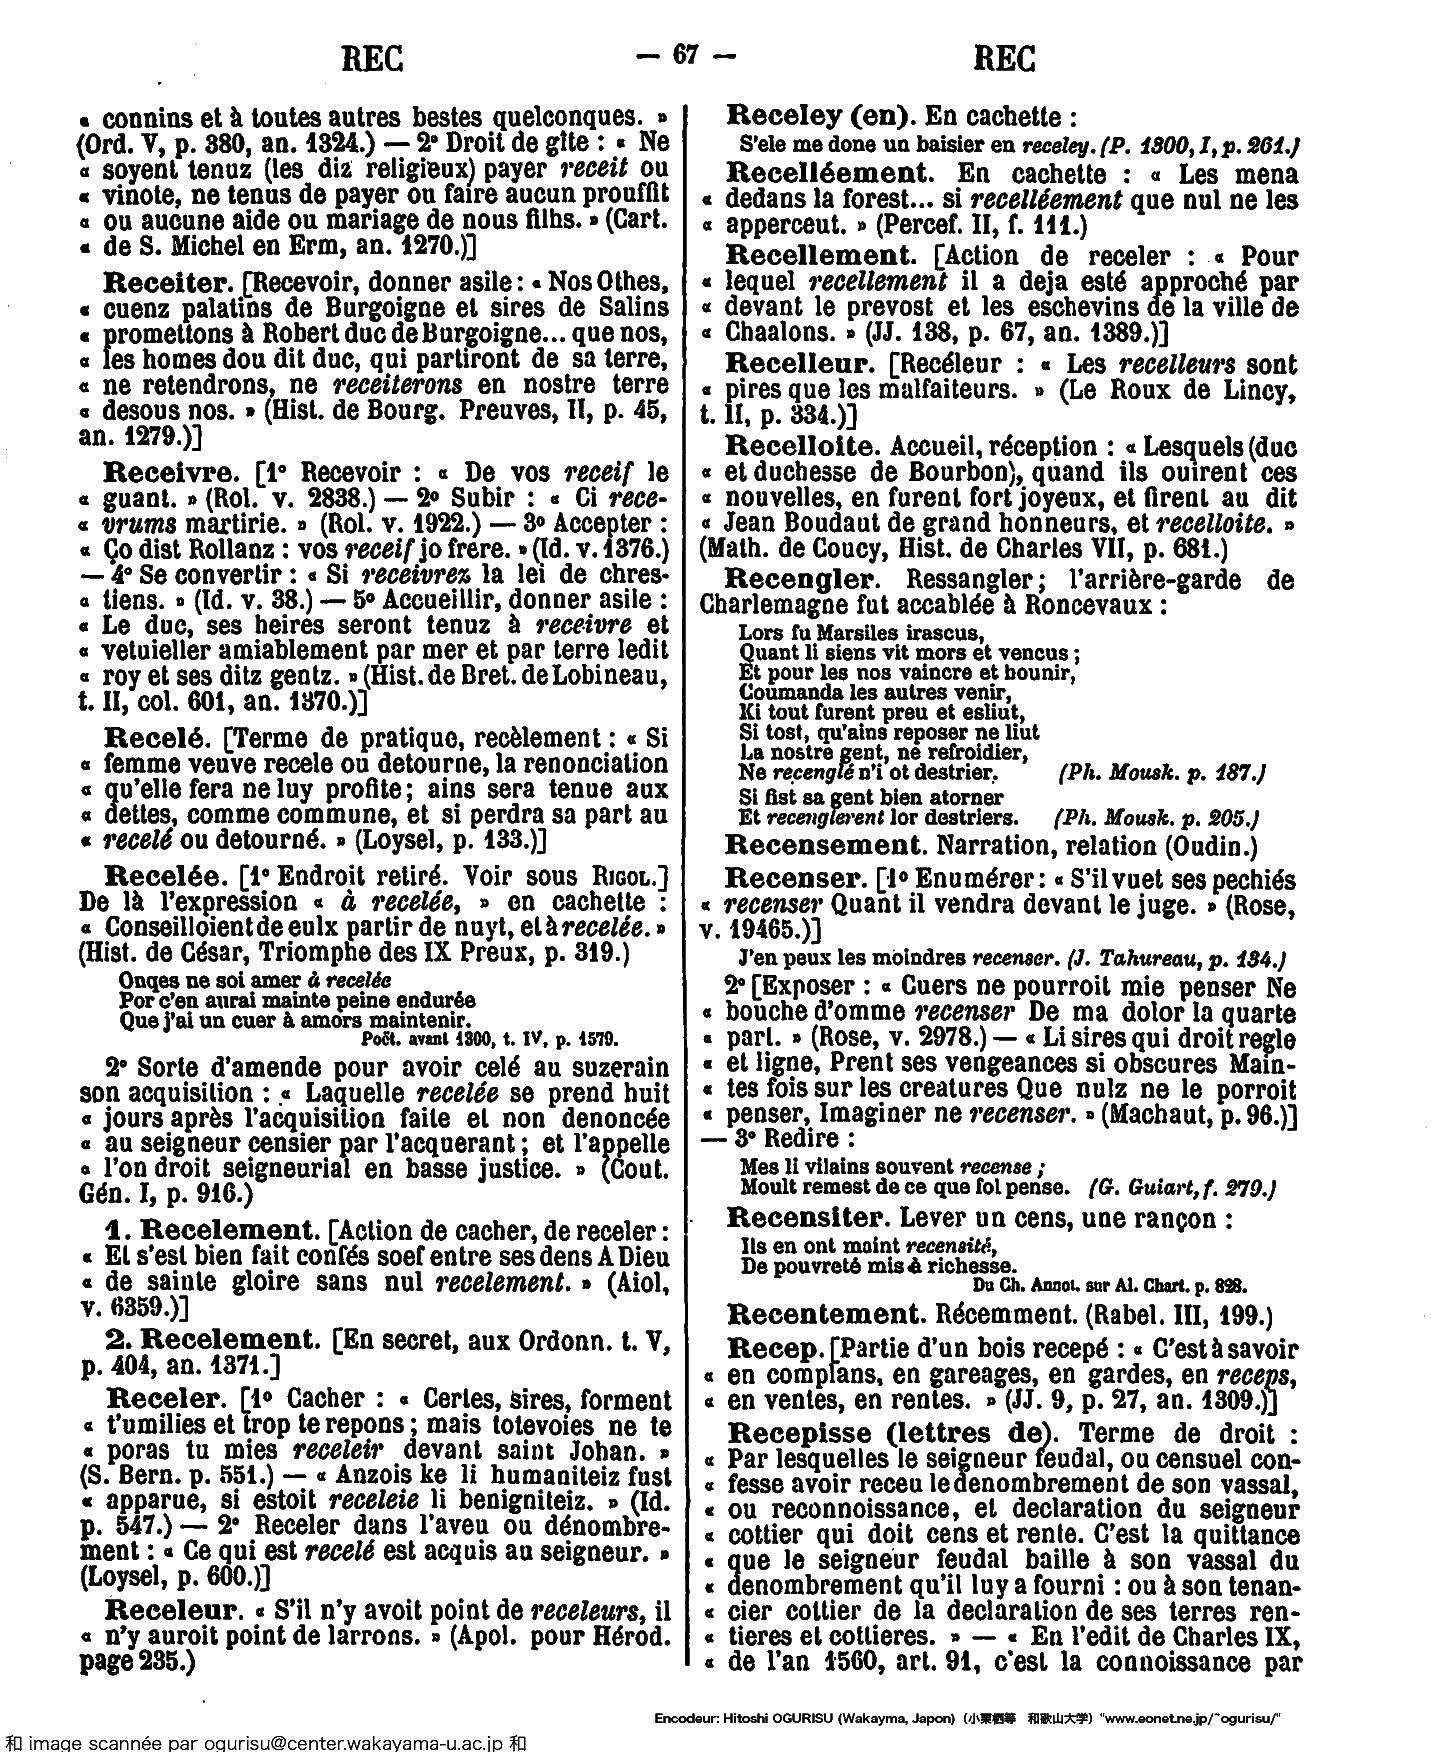 REC
— 67 —
REC
« connins et à toutes autres bestes quelconques. »
(Ord. V, p. 380, an. 1324.) — 2° Droit de gîte : « Ne
« soyent tenuz (les diz religieux) payer receit ou
« vinote, ne tenus de payer ou faire aucun prouffit
« ou aucune aide ou mariage de nous filhs. » (Cart.
« de S. Michel en Erm, an. 1270.)]
Receiter. [Recevoir, donner asile : « Nos Othes,
« cuenz palatins de Burgoigne et sires de Salins
« promettons à Robert duc de Burgoigne... que nos,
« les homes dou dit duc, qui partiront de sa terre,
« ne retendrons, ne receiterons en nostre terre
« desous nos. » (Hist. de Bourg. Preuves, II, p. 45,
an. 1279.)]
Receivre. [1° Recevoir : « De vos receif le
« guant. » (Rol. v. 2838.) — 2° Subir : « Ci rece-
« vrums martirie. » (Rol. v. 1922.) — 3° Accepter :
« Ço dist Rollanz : vos receif jo frere. » (Id. v. 1376.)
— 4° Se convertir : « Si receivrez la lei de chres-
« tiens. » (Id. v. 38.) — 5° Accueillir, donner asile :
« Le duc, ses heires seront tenuz à receivre et
« vetuieller amiablement par mer et par terre ledit
« roy et ses ditz gentz. » (Hist. de Bret. de Lobineau,
t. II, col. 601, an. 1370.)]
Recelé. [Terme de pratique, recèlement : « Si
« femme veuve recele ou detourne, la renonciation
« qu'elle fera ne luy profite ; ains sera tenue aux
« dettes, comme commune, et si perdra sa part au
« recelé ou detourné. » (Loysel, p. 133.)]
Recelée. [1° Endroit retiré. Voir sous RIGOL.]
De là l'expression « à recelée, » en cachette :
« Conseilloient de eulx partir de nuyt, et à recelée. »
(Hist. de César, Triomphe des IX Preux, p. 319.)
Onqes ne soi amer à recelée
Por c'en aurai mainte peine endurée
Que j'ai un cuer à amors maintenir.
Poët. avant 1300, t. IV, p. 1579.
2° Sorte d'amende pour avoir celé au suzerain
son acquisition : « Laquelle recelée se prend huit
« jours après l'acquisition faite et non denoncée
« au seigneur censier par l'acquerant ; et l'appelle
« l'on droit seigneurial en basse justice. » (Cout.
Gén. I, p. 916.)
1. Recelement. [Action de cacher, de receler :
« Et s'est bien fait confés soef entre ses dens A Dieu
« de sainte gloire sans nul recelement. » (Aiol,
v. 6359.)]
2. Recelement. [En secret, aux Ordonn. t. V,
p. 404, an. 1371.]
Receler. [1° Cacher : « Certes, sires, forment
« t'umilies et trop te repons ; mais totevoies ne te
« poras tu mies receleir devant saint Johan. »
(S. Bern. p. 551.) — « Anzois ke li humaniteiz fust
« apparue, si estoit receleie li benigniteiz. » (Id.
p. 547.) — 2° Receler dans l'aveu ou dénombre-
ment : « Ce qui est recelé est acquis au seigneur. »
(Loysel, p. 600.)]
Receleur. « S'il n'y avoit point de receleurs, il
« n'y auroit point de larrons. » (Apol. pour Hérod.
page 235.)
Receley (en). En cachette :
S'ele me done un baisier en receley. (P. 1300, I, p. 261.)
Recelléement. En cachette : « Les mena
« dedans la forest... si recelléement que nul ne les
« apperceut. » (Percef. II, f. 111.)
Recellement. [Action de receler : « Pour
« lequel recellement il a deja esté approché par
« devant le prevost et les eschevins de la ville de
« Chaalons. » (JJ. 138, p. 67, an. 1389.)]
Recelleur. [Recéleur : « Les recelleurs sont
« pires que les malfaiteurs. » (Le Roux de Lincy,
t. II, p. 334.)]
Recelloite. Accueil, réception : « Lesquels (duc
« et duchesse de Bourbon), quand ils ouirent ces
« nouvelles, en furent fort joyeux, et firent au dit
« Jean Boudaut de grand honneurs, et recelloite. »
(Math. de Coucy, Hist. de Charles VII, p. 681.)
Recengler. Ressangler ; l'arrière-garde de
Charlemagne fut accablée à Roncevaux :
Lors fu Marsiles irascus,
Quant li siens vit mors et vencus ;
Et pour les nos vaincre et hounir,
Coumanda les autres venir,
Ki tout furent preu et esliut,
Si tost, qu'ains reposer ne liut
La nostre gent, ne refroidier,
Ne recenglé n'i ot destrier. (Ph. Mousk. p. 187.)
Si fist sa gent bien atorner
Et recenglerent lor destriers. (Ph. Mousk. p. 205.)
Recensement. Narration, relation (Oudin.)
Recenser. [1° Enumérer : « S'il vuet ses pechiés
« recenser Quant il vendra devant le juge. » (Rose,
v. 19465.)]
J'en peux les moindres recenser. (J. Tahureau, p. 134.)
2° [Exposer : « Cuers ne pourroit mie penser Ne
« bouche d'omme recenser De ma dolor la quarte
« part. » (Rose, v. 2978.) — « Li sires qui droit regle
« et ligne, Prent ses vengeances si obscures Main-
« tes fois sur les creatures Que nulz ne le porroit
« penser, Imaginer ne recenser. » (Machaut, p. 96.)]
— 3° Redire :
Mes li vilains souvent recense ;
Moult remest de ce que fol pense. (G. Guiart, f. 279.)
Recensiter. Lever un cens, une rançon :
Ils en ont maint recensité,
De pouvreté mis à richesse.
Du Ch. Annot. sur Al. Chart. p. 828.
Recentement. Récemment. (Rabel. III, 199.)
Recep. [Partie d'un bois recepé : « C'est à savoir
« en complans, en gareages, en gardes, en receps,
« en ventes, en rentes. » (JJ. 9, p. 27, an. 1309.)]
Recepisse (lettres de). Terme de droit :
« Par lesquelles le seigneur feudal, ou censuel con-
« fesse avoir receu le denombrement de son vassal,
« ou reconnoissance, et declaration du seigneur
« cottier qui doit cens et rente. C'est la quittance
« que le seigneur feudal baille à son vassal du
« denombrement qu'il luy a fourni : ou à son tenan-
« cier cottier de la declaration de ses terres ren-
« tieres et cottieres. » — « En l'edit de Charles IX,
« de l'an 1560, art. 91, c'est la connoissance par
Encodeur: Hitoshi OGURISU (Wakayma, Japon) (小栗栖等 和歌山大学) "www.eonet.ne.jp/~ogurisu/"
和 image scannée par ogurisu@center.wakayama-u.ac.jp 和